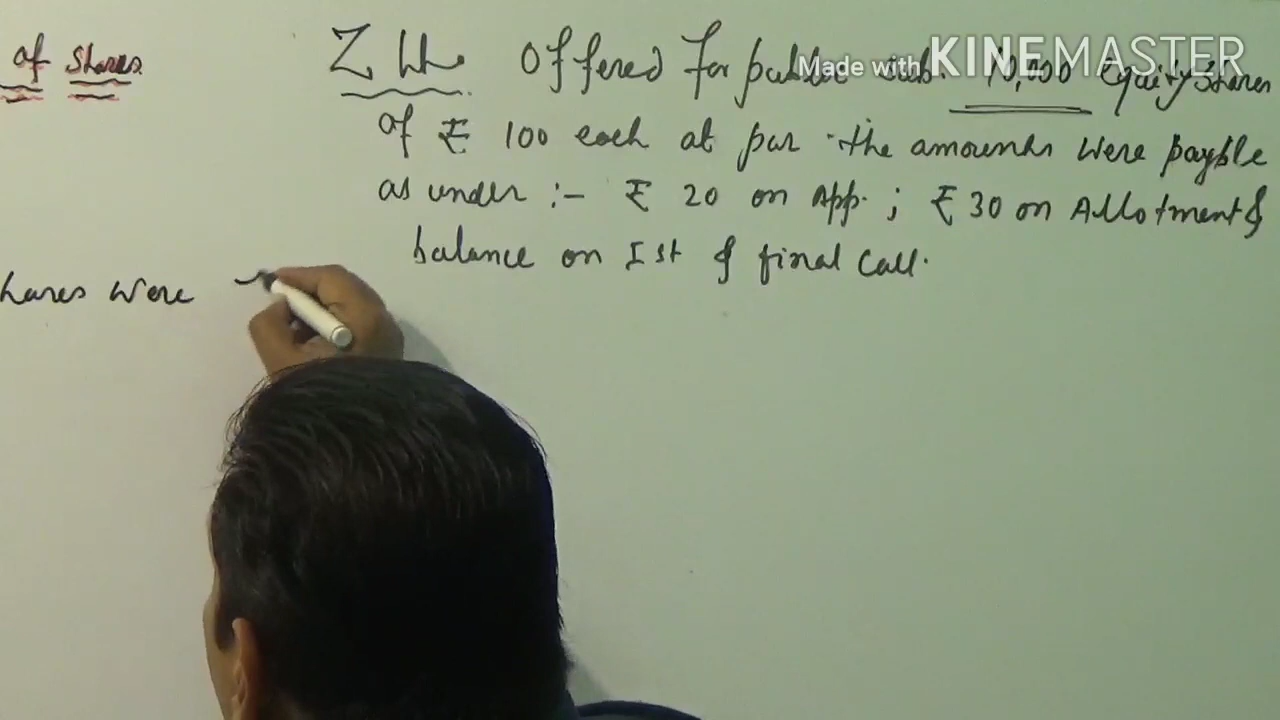 of Shares
Z Ltd. Offered for public sub. 10,000 Equity Shares
of ₹ 100 each at par. the amounts were payble
as under :- ₹ 20 on App. ; ₹ 30 on Allotment &
balance on Ist & final Call.
hares were
Made with KINEMASTER